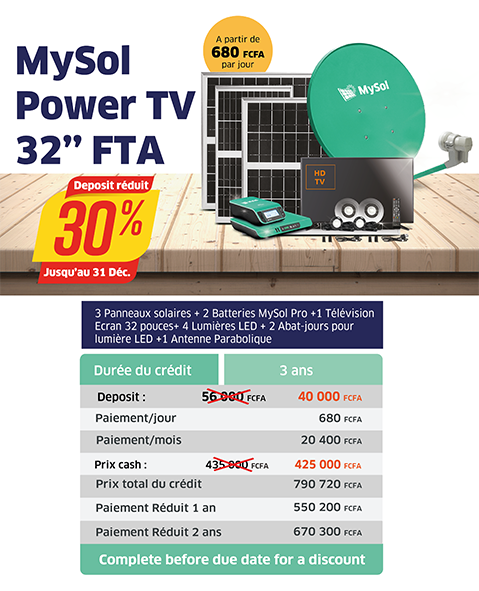 A partir de
680 FCFA
par jour
MySol
Power TV
32” FTA
MySol
HD
TV
Deposit réduit
30%
Jusqu'au 31 Déc.
3 Panneaux solaires + 2 Batteries MySol Pro +1 Télévision
Ecran 32 pouces+ 4 Lumières LED + 2 Abat-jours pour
lumière LED +1 Antenne Parabolique
Durée du crédit 3 ans
Deposit : 56 000 FCFA 40 000 FCFA
Paiement/jour 680 FCFA
Paiement/mois 20 400 FCFA
Prix cash : 435 000 FCFA 425 000 FCFA
Prix total du crédit 790 720 FCFA
Paiement Réduit 1 an 550 200 FCFA
Paiement Réduit 2 ans 670 300 FCFA
Complete before due date for a discount